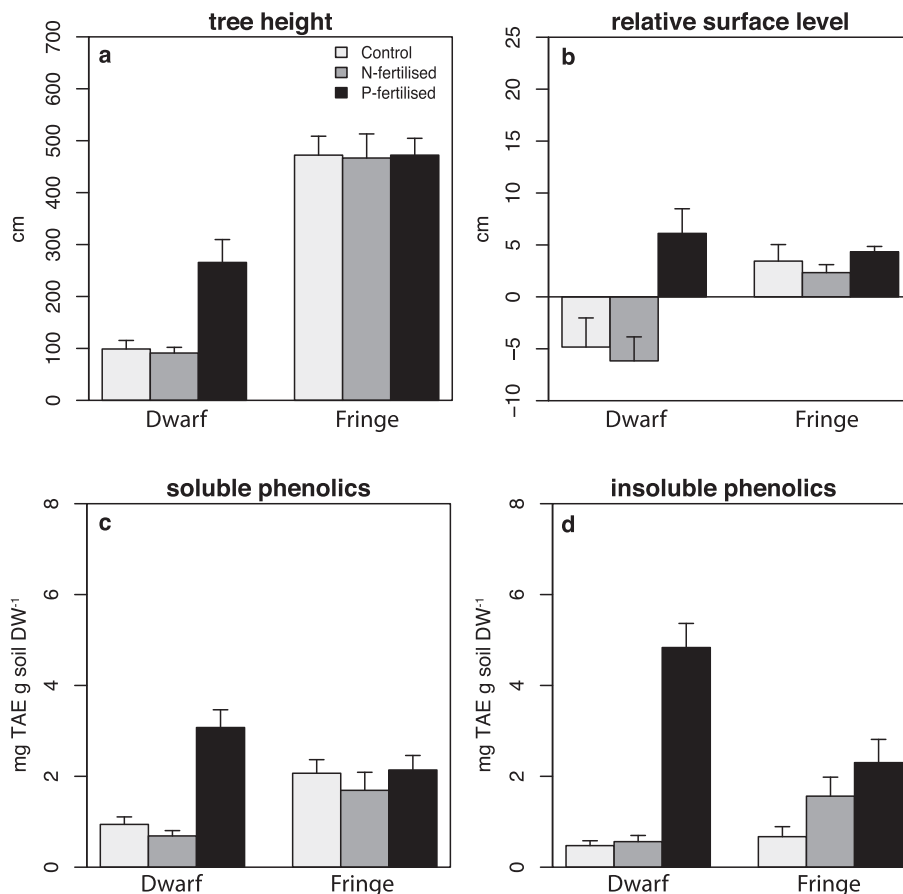 tree height
a
Control
N-fertilised
P-fertilised
700
600
500
400
300
200
100
0
cm
Dwarf Fringe
relative surface level
b
25
20
15
10
5
0
−5
−10
cm
Dwarf Fringe
soluble phenolics
c
8
6
4
2
0
mg TAE g soil DW⁻¹
Dwarf Fringe
insoluble phenolics
d
8
6
4
2
0
mg TAE g soil DW⁻¹
Dwarf Fringe